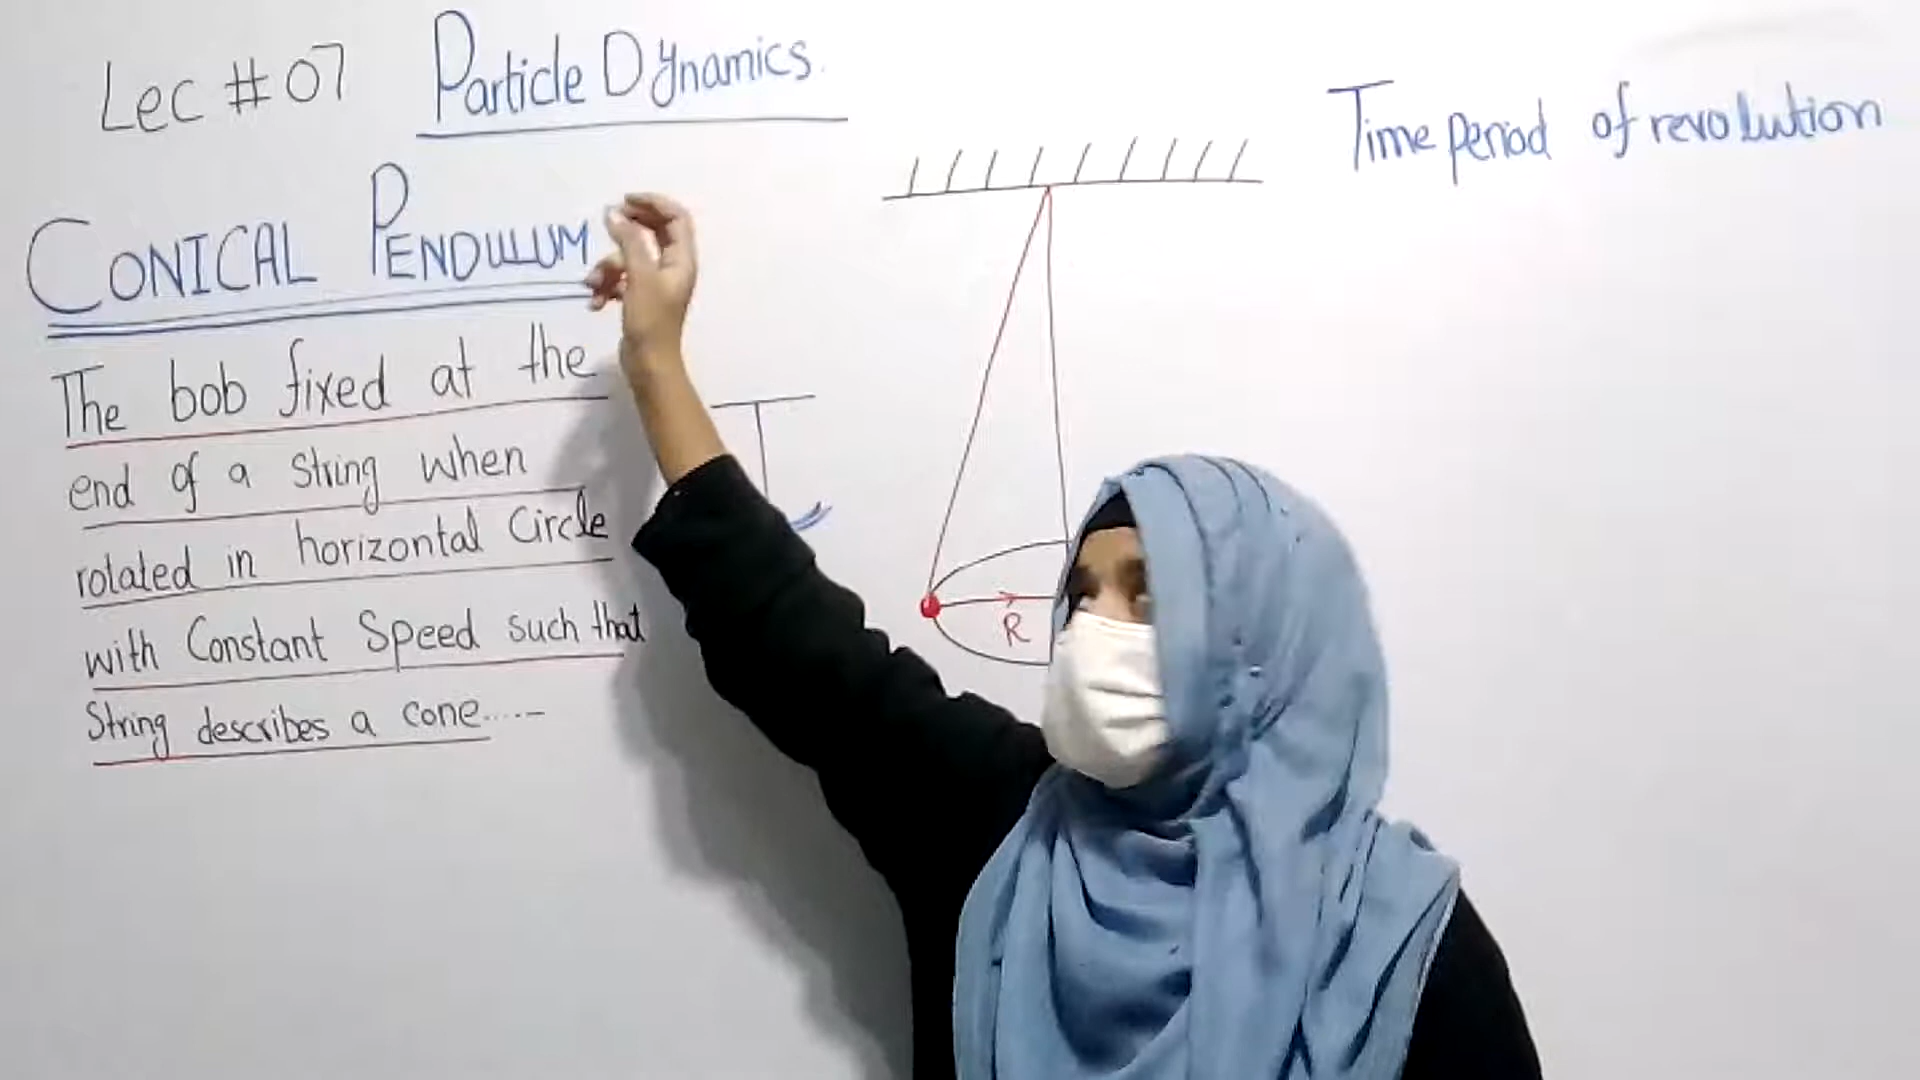 Lec # 07 Particle Dynamics.
Time period of revolution
CONICAL PENDULUM
The bob fixed at the
end of a string when
rotated in horizontal Circle
with Constant Speed such that
String describes a cone.....-
R